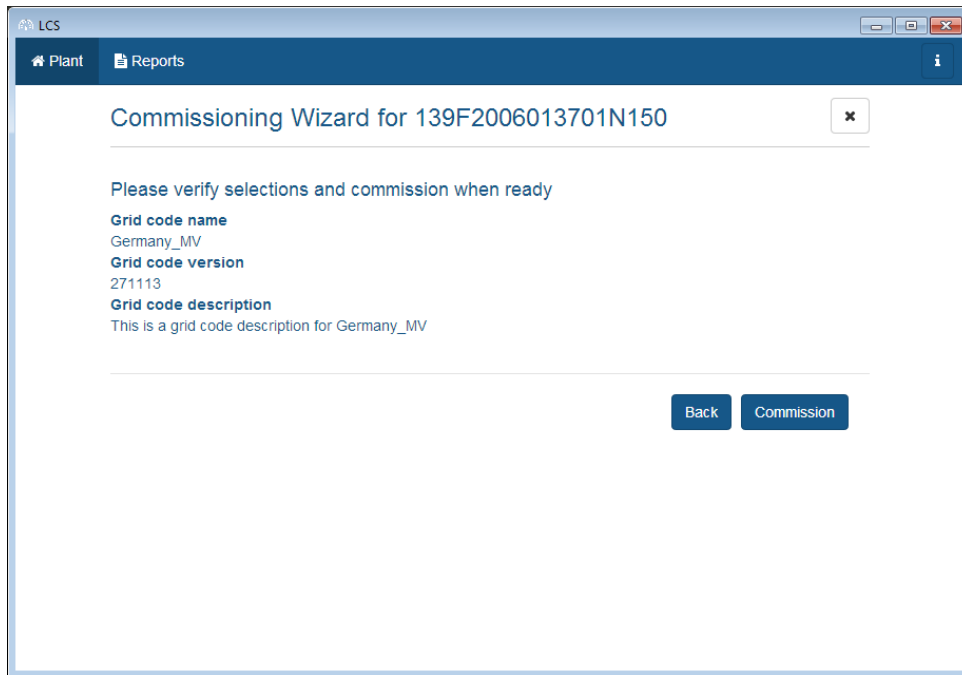 LCS
Plant Reports i
Commissioning Wizard for 139F2006013701N150
Please verify selections and commission when ready
Grid code name
Germany_MV
Grid code version
271113
Grid code description
This is a grid code description for Germany_MV
Back Commission